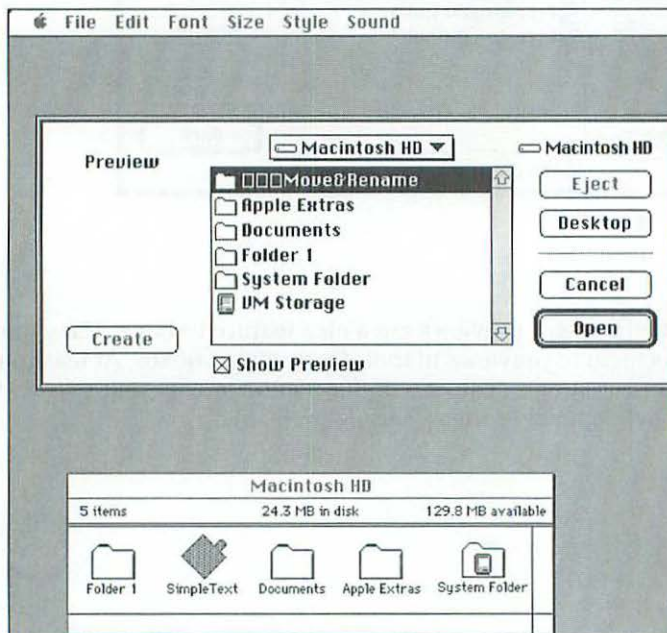 File Edit Font Size Style Sound
Preview
Macintosh HD
Macintosh HD
□□□Move&Rename
Apple Extras
Documents
Folder 1
System Folder
VM Storage
Eject
Desktop
Cancel
Open
Create
Show Preview
Macintosh HD
5 items 24.3 MB in disk 129.8 MB available
Folder 1 SimpleText Documents Apple Extras System Folder